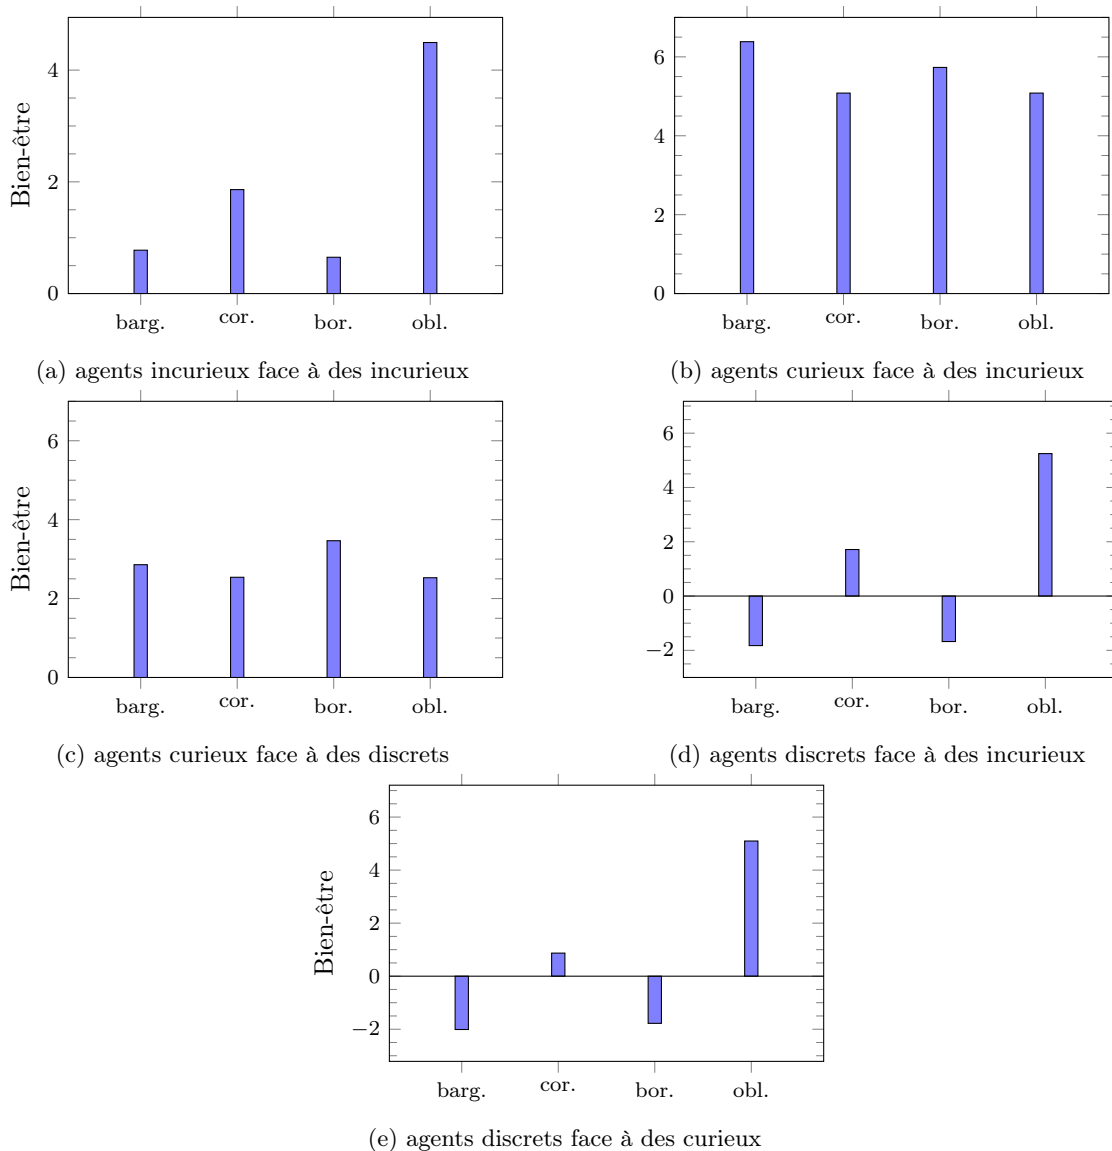 Bien-être
4
2
0
barg. cor. bor. obl.
(a) agents incurieux face à des incurieux
6
4
2
0
barg. cor. bor. obl.
(b) agents curieux face à des incurieux
Bien-être
6
4
2
0
barg. cor. bor. obl.
(c) agents curieux face à des discrets
6
4
2
0
−2
barg. cor. bor. obl.
(d) agents discrets face à des incurieux
Bien-être
6
4
2
0
−2
barg. cor. bor. obl.
(e) agents discrets face à des curieux